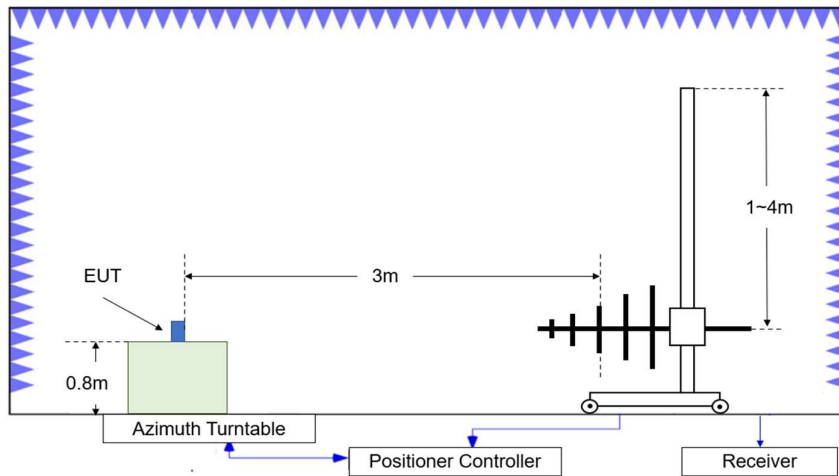 1~4m
3m
EUT
0.8m
Azimuth Turntable
Positioner Controller
Receiver